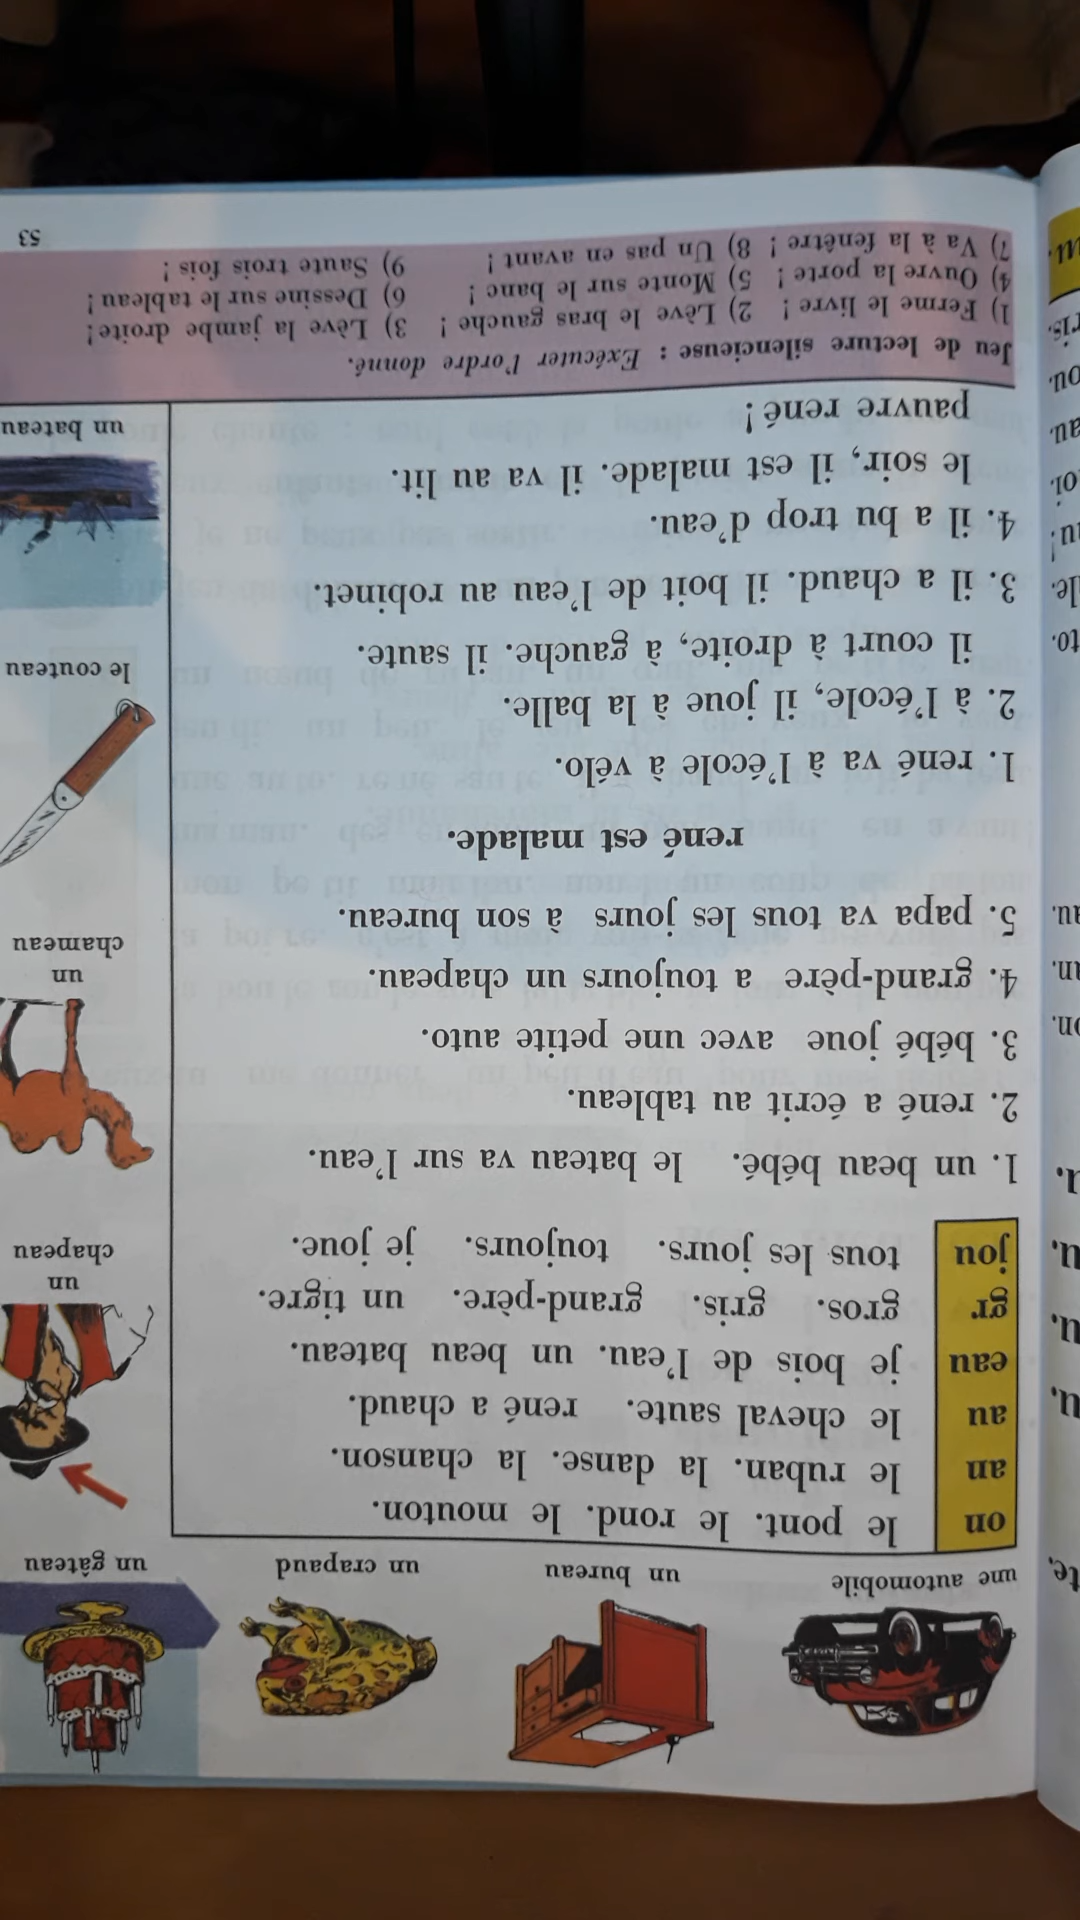 une automobile un bureau un crapaud un gâteau
on le pont. le rond. le mouton.
an le ruban. la danse. la chanson.
au le cheval saute. rené a chaud.
eau je bois de l'eau. un beau bateau.
gr gros. gris. grand-père. un tigre.
jou tous les jours. toujours. je joue.
un
chapeau
1. un beau bébé. le bateau va sur l'eau.
2. rené a écrit au tableau.
3. bébé joue avec une petite auto.
4. grand-père a toujours un chapeau.
5. papa va tous les jours à son bureau.
un
chameau
rené est malade.
1. rené va à l'école à vélo.
2. à l'école, il joue à la balle.
il court à droite, à gauche. il saute.
3 il a chaud. il boit de l'eau au robinet.
4. il a bu trop d'eau.
le soir, il est malade. il va au lit.
pauvre rené !
le couteau
un bateau
Jeu de lecture silencieuse : Exécuter l'ordre donné.
1) Ferme le livre ! 2) Lève le bras gauche ! 3) Lève la jambe droite !
4) Ouvre la porte ! 5) Monte sur le banc ! 6) Dessine sur le tableau !
7) Va à la fenêtre ! 8) Un pas en avant ! 9) Saute trois fois !
53